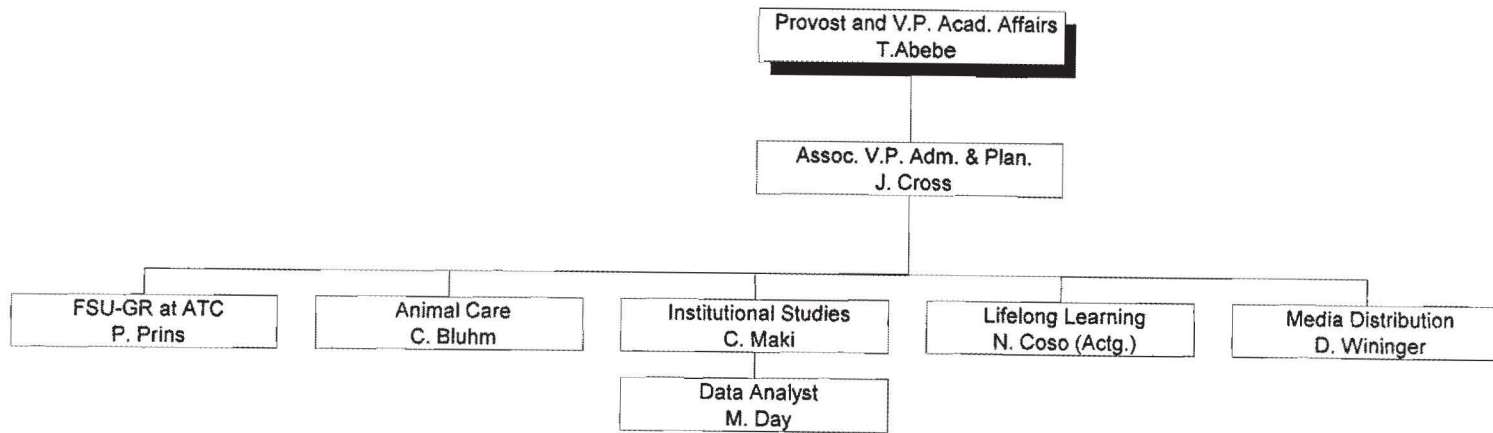 Provost and V.P. Acad. Affairs
T.Abebe
Assoc. V.P. Adm. & Plan.
J. Cross
FSU-GR at ATC
P. Prins
Animal Care
C. Bluhm
Institutional Studies
C. Maki
Lifelong Learning
N. Coso (Actg.)
Media Distribution
D. Wininger
Data Analyst
M. Day